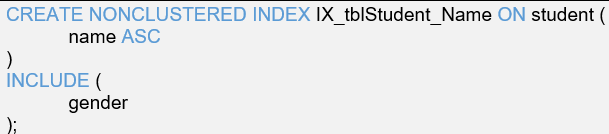 CREATE NONCLUSTERED INDEX IX_tblStudent_Name ON student (
name ASC
)
INCLUDE (
gender
);